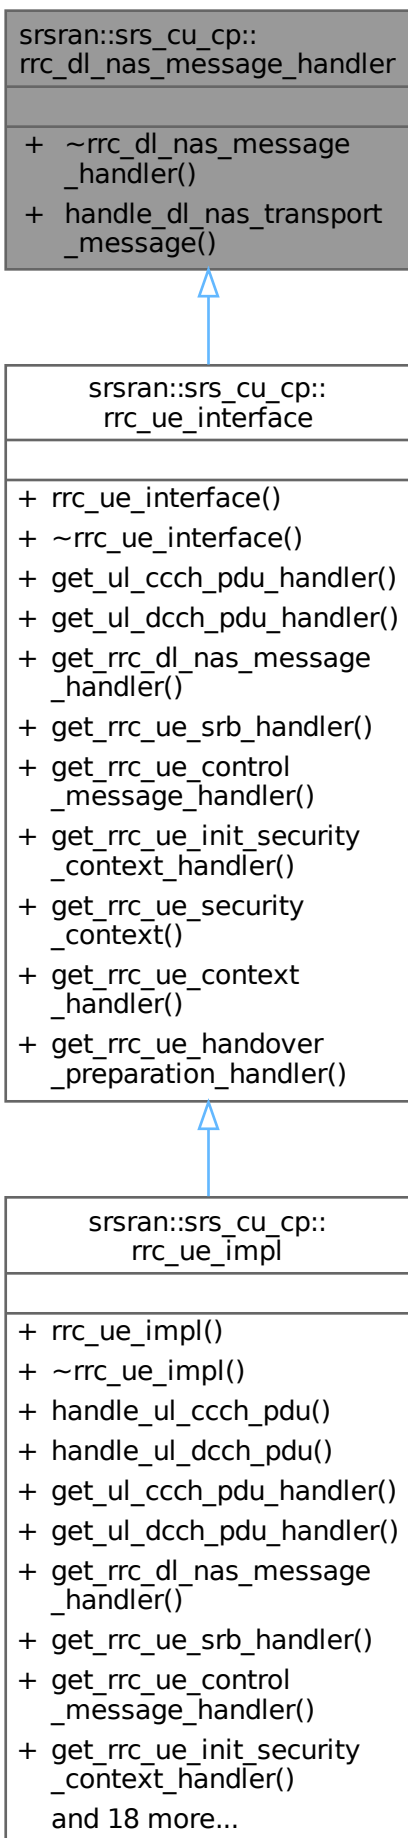 srsran::srs_cu_cp::
rrc_dl_nas_message_handler
+ ~rrc_dl_nas_message
_handler()
+ handle_dl_nas_transport
_message()
srsran::srs_cu_cp::
rrc_ue_interface
+ rrc_ue_interface()
+ ~rrc_ue_interface()
+ get_ul_ccch_pdu_handler()
+ get_ul_dcch_pdu_handler()
+ get_rrc_dl_nas_message
_handler()
+ get_rrc_ue_srb_handler()
+ get_rrc_ue_control
_message_handler()
+ get_rrc_ue_init_security
_context_handler()
+ get_rrc_ue_security
_context()
+ get_rrc_ue_context
_handler()
+ get_rrc_ue_handover
_preparation_handler()
srsran::srs_cu_cp::
rrc_ue_impl
+ rrc_ue_impl()
+ ~rrc_ue_impl()
+ handle_ul_ccch_pdu()
+ handle_ul_dcch_pdu()
+ get_ul_ccch_pdu_handler()
+ get_ul_dcch_pdu_handler()
+ get_rrc_dl_nas_message
_handler()
+ get_rrc_ue_srb_handler()
+ get_rrc_ue_control
_message_handler()
+ get_rrc_ue_init_security
_context_handler()
and 18 more...